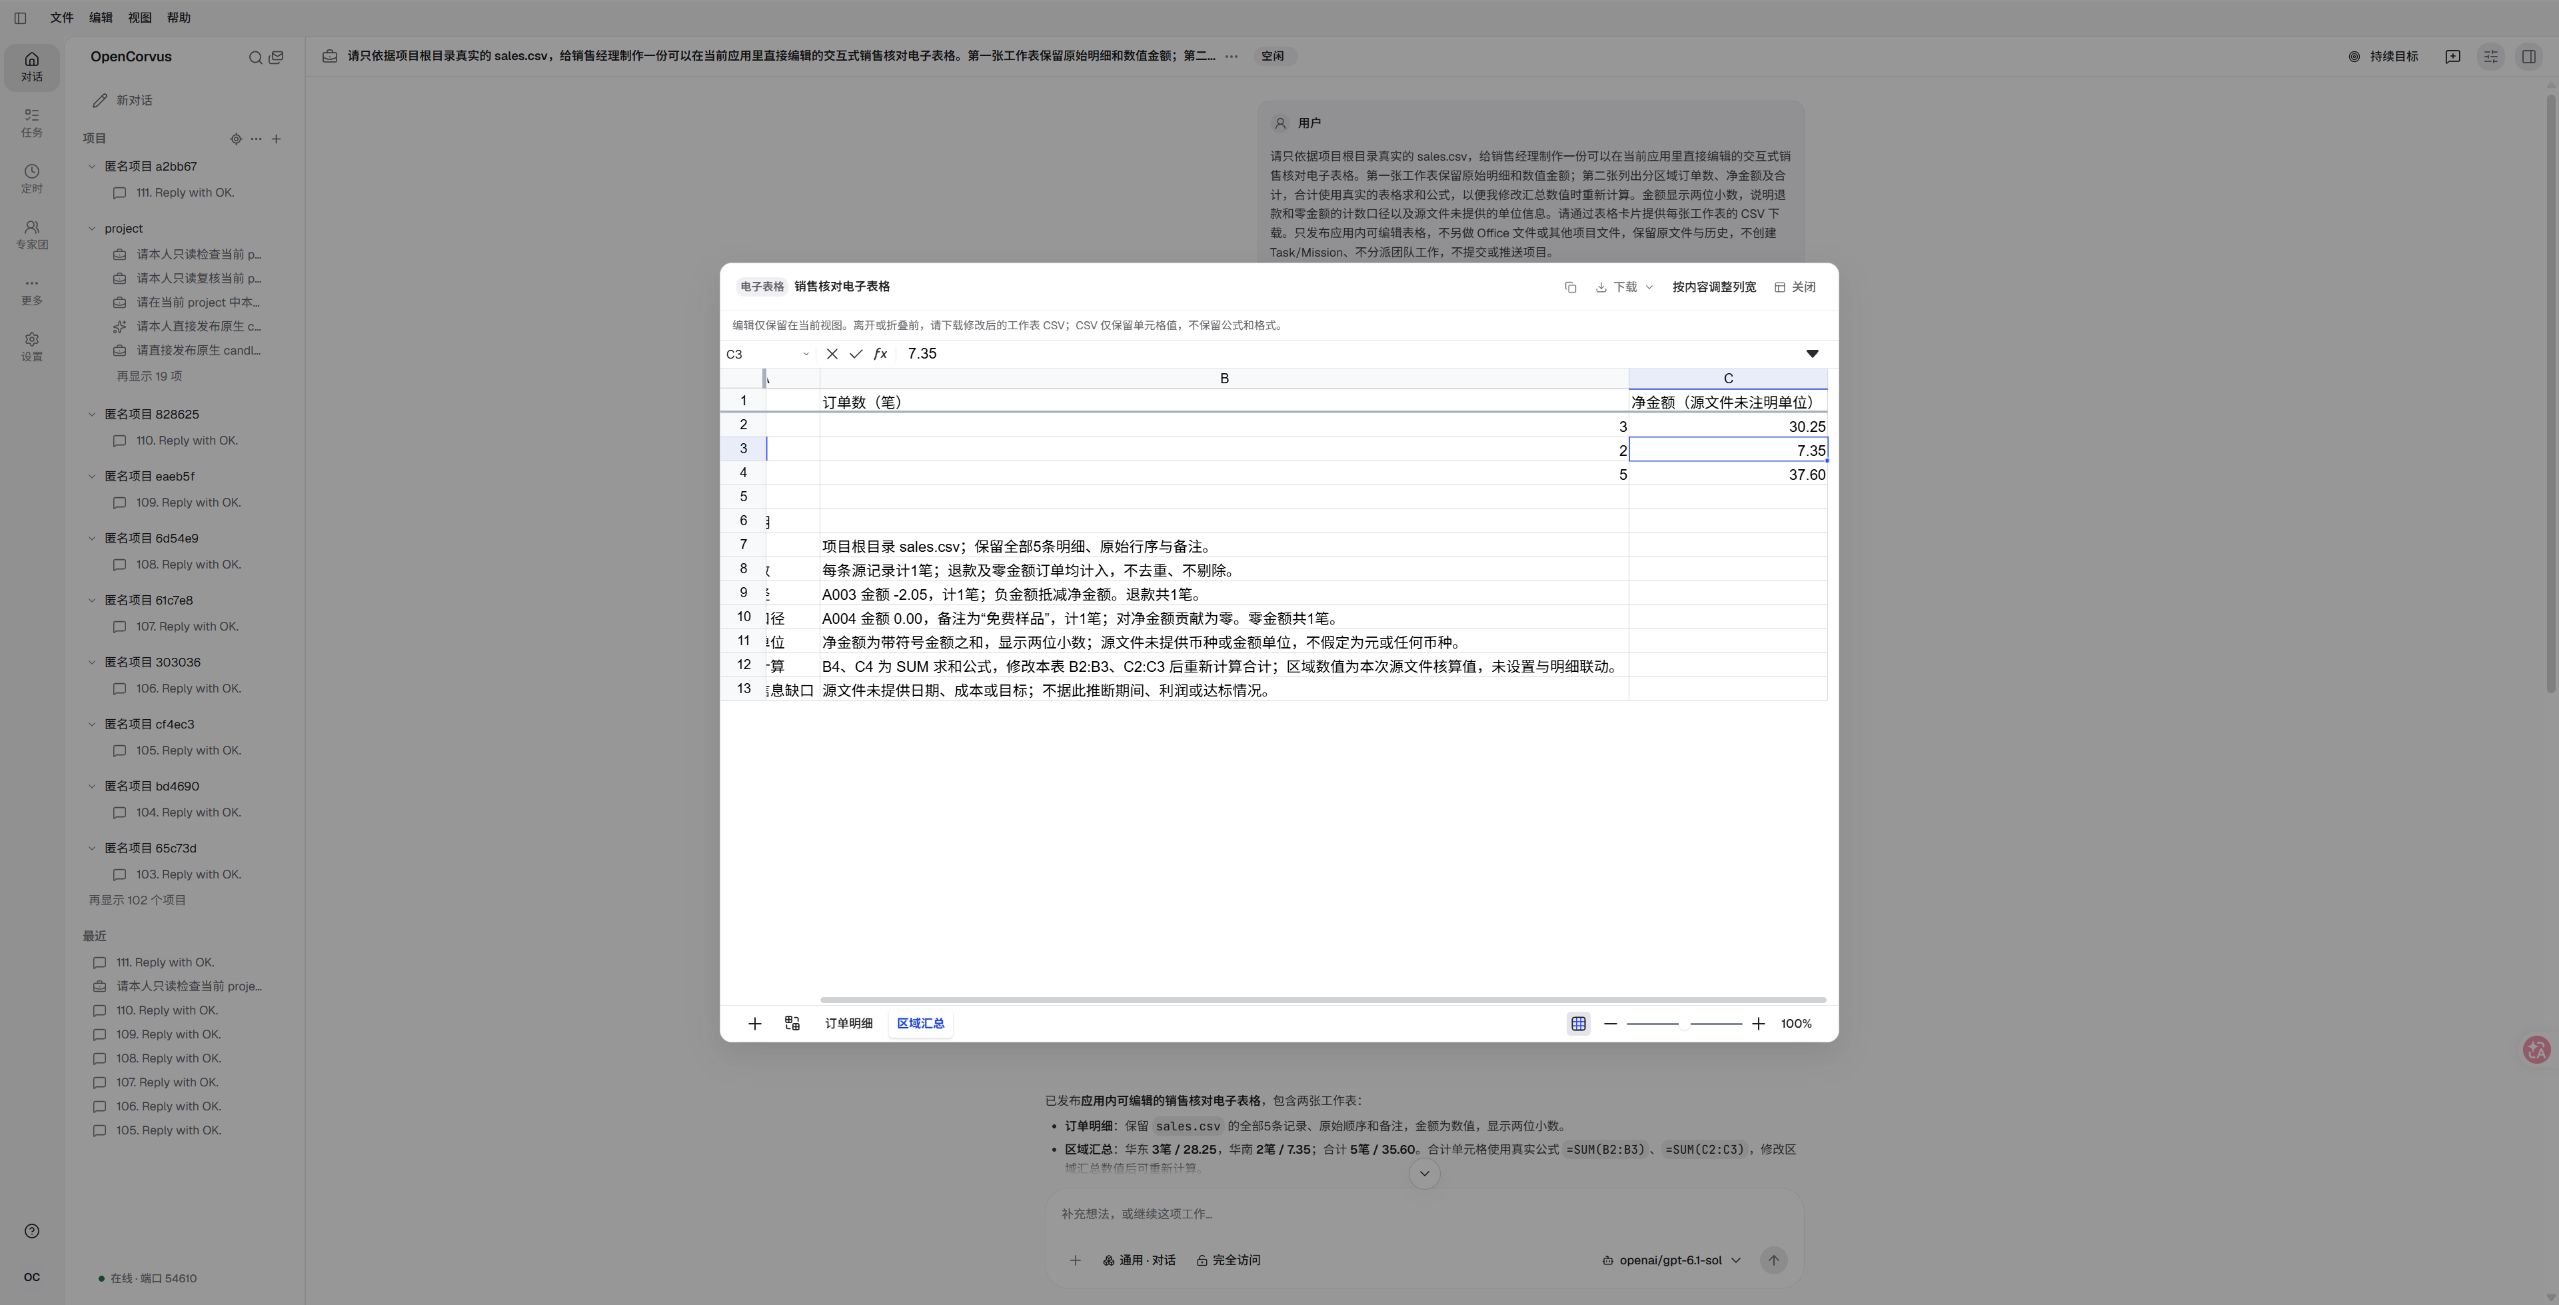 文件 编辑 视图 帮助
对话
任务
定时
专家团
更多
设置
OC
OpenCorvus
新对话
项目
匿名项目 a2bb67
111. Reply with OK.
project
请本人只读检查当前 p...
请本人只读复核当前 p...
请在当前 project 中本...
请本人直接发布原生 c...
请直接发布原生 candl...
再显示 19 项
匿名项目 828625
110. Reply with OK.
匿名项目 eaeb5f
109. Reply with OK.
匿名项目 6d54e9
108. Reply with OK.
匿名项目 61c7e8
107. Reply with OK.
匿名项目 303036
106. Reply with OK.
匿名项目 cf4ec3
105. Reply with OK.
匿名项目 bd4690
104. Reply with OK.
匿名项目 65c73d
103. Reply with OK.
再显示 102 个项目
最近
111. Reply with OK.
请本人只读检查当前 proje...
110. Reply with OK.
109. Reply with OK.
108. Reply with OK.
107. Reply with OK.
106. Reply with OK.
105. Reply with OK.
在线 · 端口 54610
请只依据项目根目录真实的 sales.csv，给销售经理制作一份可以在当前应用里直接编辑的交互式销售核对电子表格。第一张工作表保留原始明细和数值金额；第二... ··· 空闲
持续目标
用户
请只依据项目根目录真实的 sales.csv，给销售经理制作一份可以在当前应用里直接编辑的交互式销
售核对电子表格。第一张工作表保留原始明细和数值金额；第二张列出分区域订单数、净金额及合
计，合计使用真实的表格求和公式，以便我修改汇总数值时重新计算。金额显示两位小数，说明退
款和零金额的计数口径以及源文件未提供的单位信息。请通过表格卡片提供每张工作表的 CSV 下
载。只发布应用内可编辑表格，不另做 Office 文件或其他项目文件，保留原文件与历史，不创建
Task/Mission、不分派团队工作，不提交或推送项目。
电子表格 销售核对电子表格
下载 按内容调整列宽 关闭
编辑仅保留在当前视图。离开或折叠前，请下载修改后的工作表 CSV；CSV 仅保留单元格值，不保留公式和格式。
C3 fx 7.35
B C
1 订单数（笔） 净金额（源文件未注明单位）
2 3 30.25
3 2 7.35
4 5 37.60
5
6
7 项目根目录 sales.csv；保留全部5条明细、原始行序与备注。
8 每条源记录计1笔；退款及零金额订单均计入，不去重、不剔除。
9 A003 金额 -2.05，计1笔；负金额抵减净金额。退款共1笔。
10 径 A004 金额 0.00，备注为“免费样品”，计1笔；对净金额贡献为零。零金额共1笔。
11 位 净金额为带符号金额之和，显示两位小数；源文件未提供币种或金额单位，不假定为元或任何币种。
12 算 B4、C4 为 SUM 求和公式，修改本表 B2:B3、C2:C3 后重新计算合计；区域数值为本次源文件核算值，未设置与明细联动。
13 息缺口 源文件未提供日期、成本或目标；不据此推断期间、利润或达标情况。
订单明细 区域汇总 100%
已发布应用内可编辑的销售核对电子表格，包含两张工作表：
• 订单明细：保留 sales.csv 的全部5条记录、原始顺序和备注，金额为数值，显示两位小数。
• 区域汇总：华东 3笔 / 28.25，华南 2笔 / 7.35；合计 5笔 / 35.60。合计单元格使用真实公式 =SUM(B2:B3)、=SUM(C2:C3)，修改区
域汇总数值后可重新计算。
补充想法，或继续这项工作...
通用 · 对话 完全访问 openai/gpt-6.1-sol